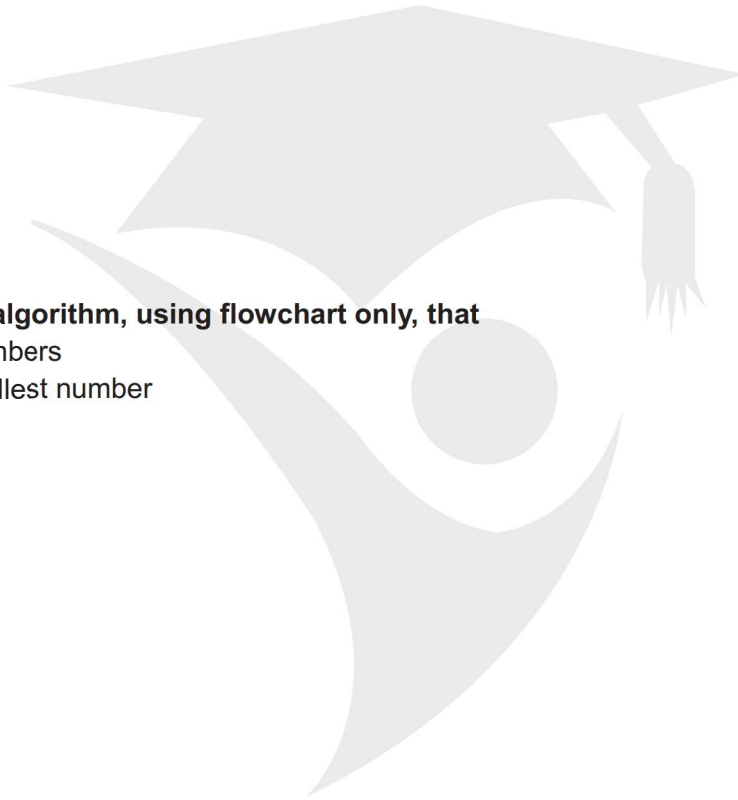 algorithm, using flowchart only, that
nbers
llest number